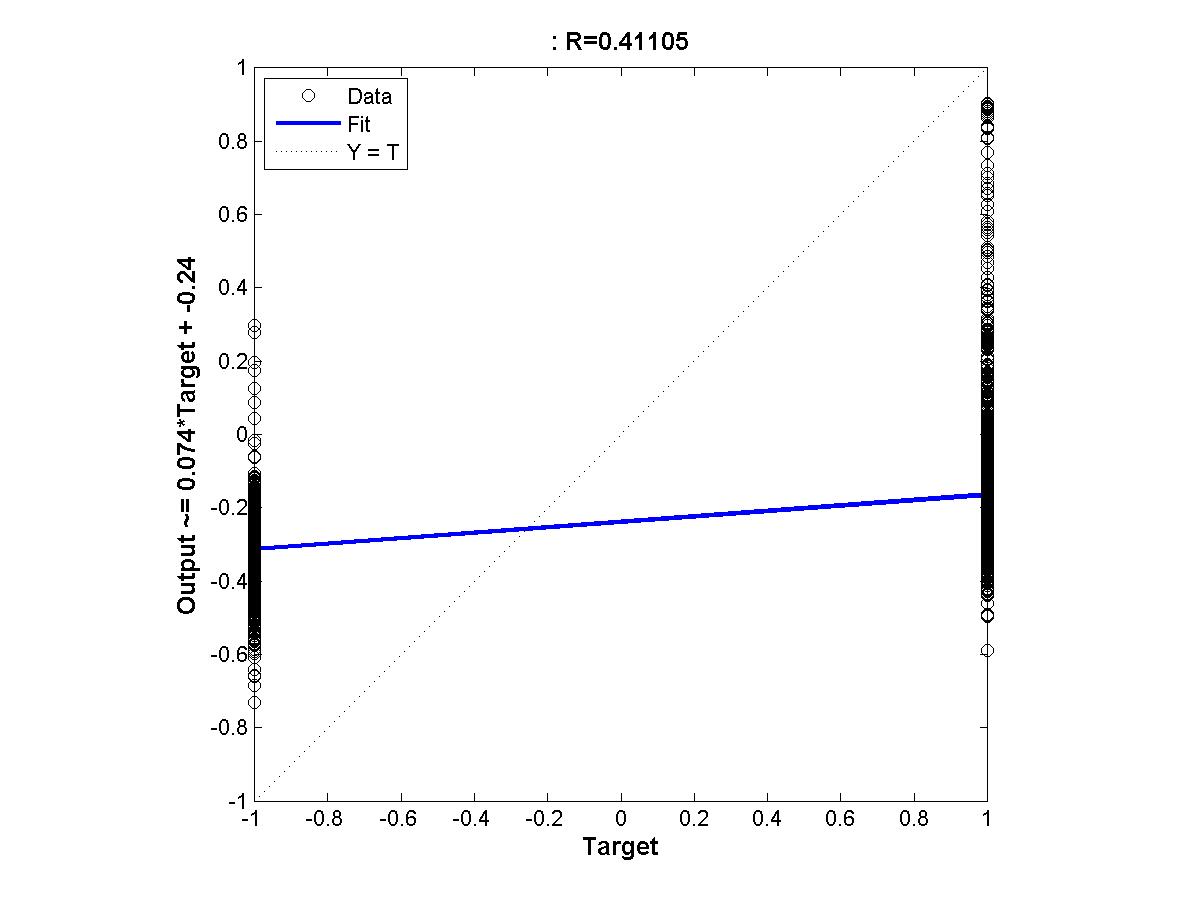 : R=0.41105
Data
Fit
Y = T
Output ~= 0.074*Target + -0.24
1
0.8
0.6
0.4
0.2
0
-0.2
-0.4
-0.6
-0.8
-1
-1 -0.8 -0.6 -0.4 -0.2 0 0.2 0.4 0.6 0.8 1
Target